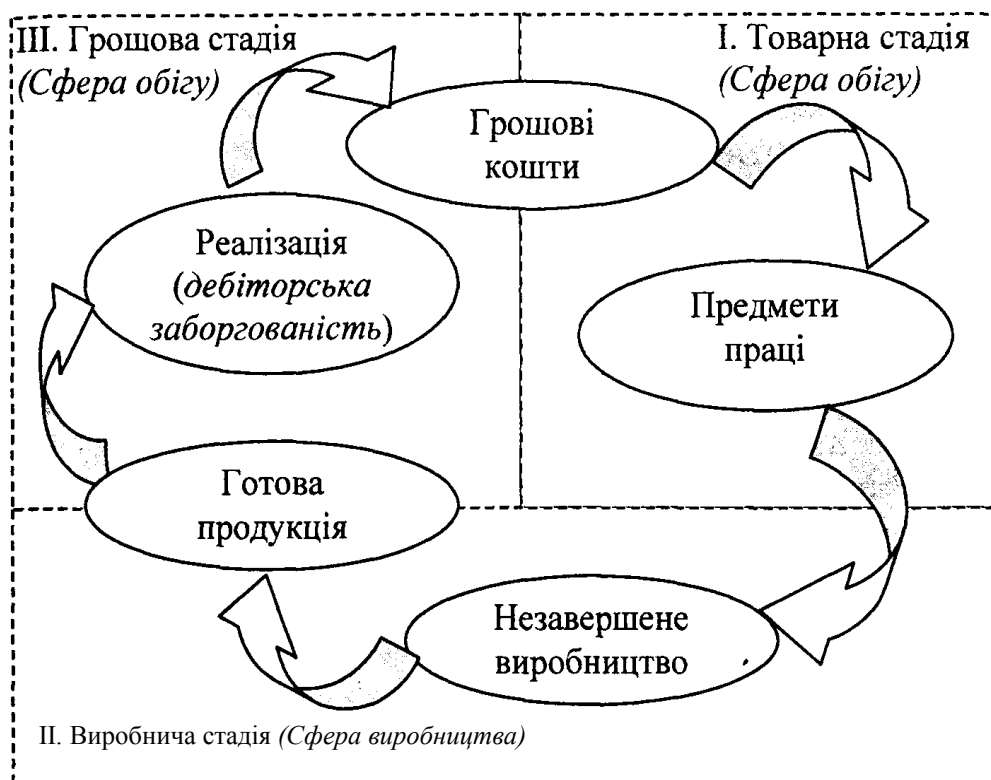 III. Грошова стадія
(Сфера обігу)
I. Товарна стадія
(Сфера обігу)
Грошові
кошти
Предмети
праці
Незавершене
виробництво
Готова
продукція
Реалізація
(дебіторська
заборгованість)
II. Виробнича стадія (Сфера виробництва)